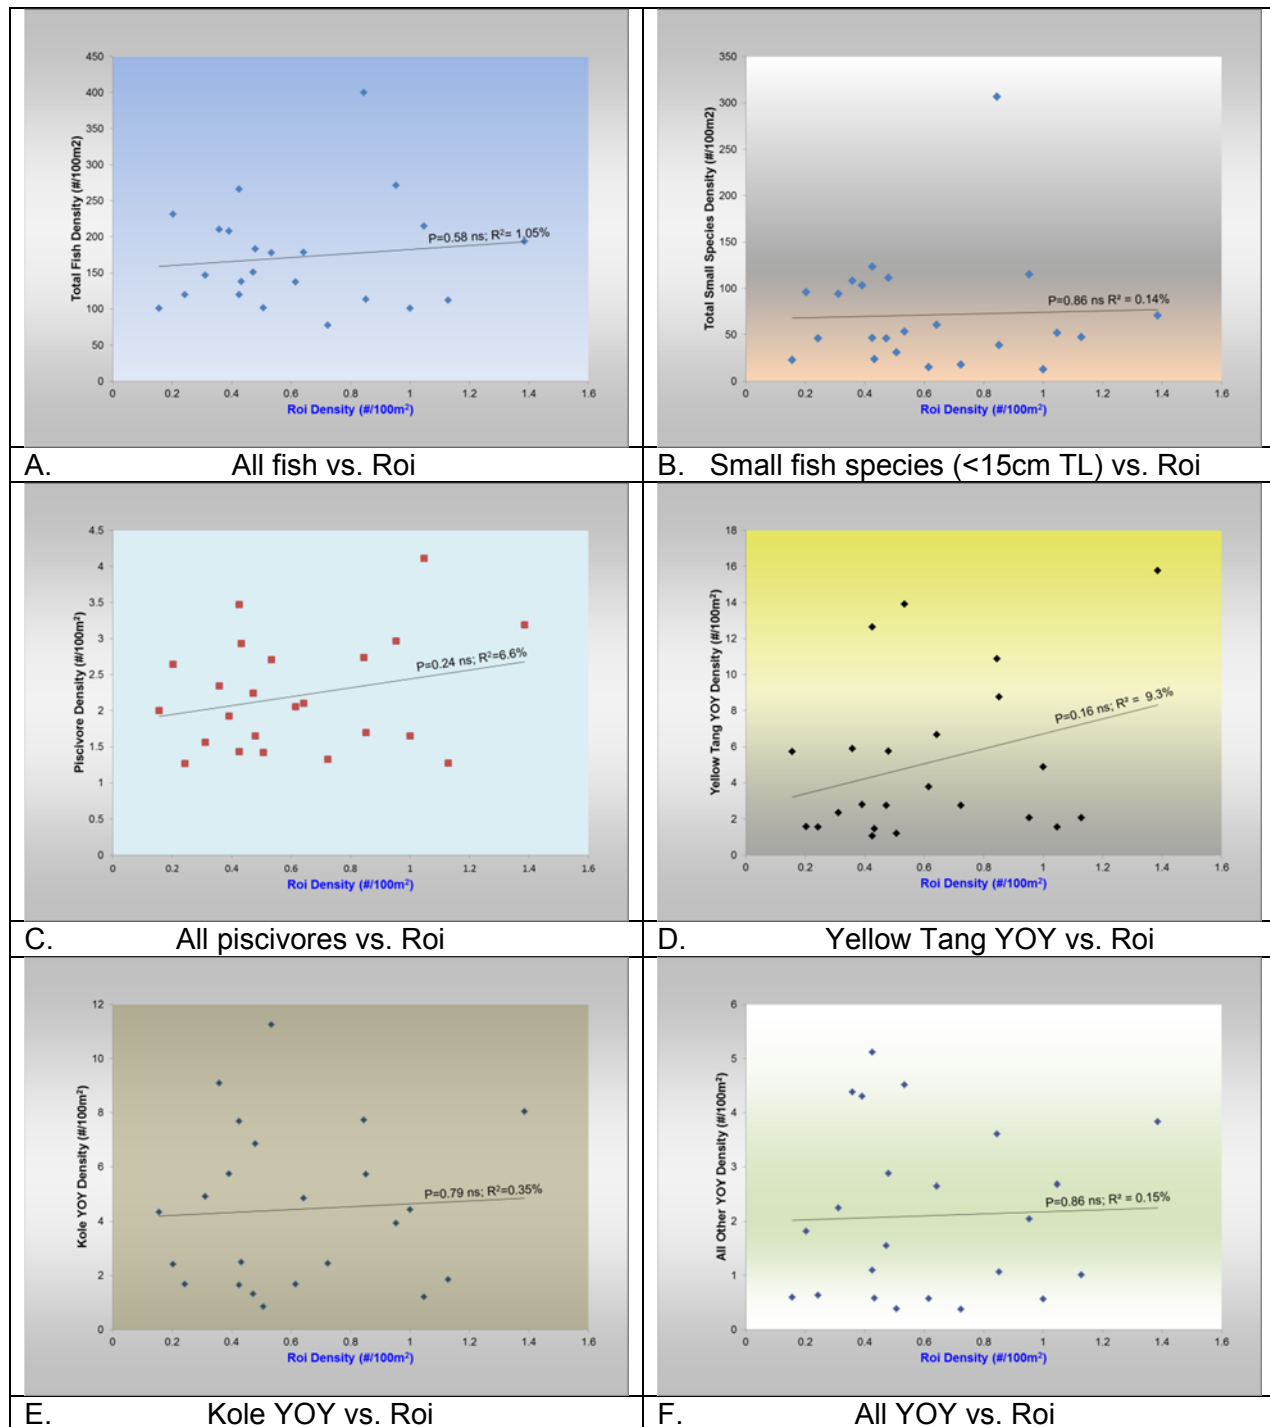 450
400
350
300
250
200
150
100
50
0
Total Fish Density (#/100m2)
P=0.58 ns; R²= 1.05%
0 0.2 0.4 0.6 0.8 1 1.2 1.4 1.6
Roi Density (#/100m²)
A. All fish vs. Roi
350
300
250
200
150
100
50
0
Total Small Species Density (#/100m2)
P=0.86 ns R² = 0.14%
0 0.2 0.4 0.6 0.8 1 1.2 1.4 1.6
Roi Density (#/100m²)
B. Small fish species (<15cm TL) vs. Roi
4.5
4
3.5
3
2.5
2
1.5
1
0.5
0
Piscivore Density (#/100m²)
P=0.24 ns; R²=6.6%
0 0.2 0.4 0.6 0.8 1 1.2 1.4 1.6
Roi Density (#/100m²)
C. All piscivores vs. Roi
18
16
14
12
10
8
6
4
2
0
Yellow Tang YOY Density (#/100m²)
P=0.16 ns; R² = 9.3%
0 0.2 0.4 0.6 0.8 1 1.2 1.4 1.6
Roi Density (#/100m²)
D. Yellow Tang YOY vs. Roi
12
10
8
6
4
2
0
Kole YOY Density (#/100m²)
P=0.79 ns; R²=0.35%
0 0.2 0.4 0.6 0.8 1 1.2 1.4 1.6
Roi Density (#/100m²)
E. Kole YOY vs. Roi
6
5
4
3
2
1
0
All Other YOY Density (#/100m²)
P=0.86 ns; R² = 0.15%
0 0.2 0.4 0.6 0.8 1 1.2 1.4 1.6
Roi Density (#/100m²)
F. All YOY vs. Roi